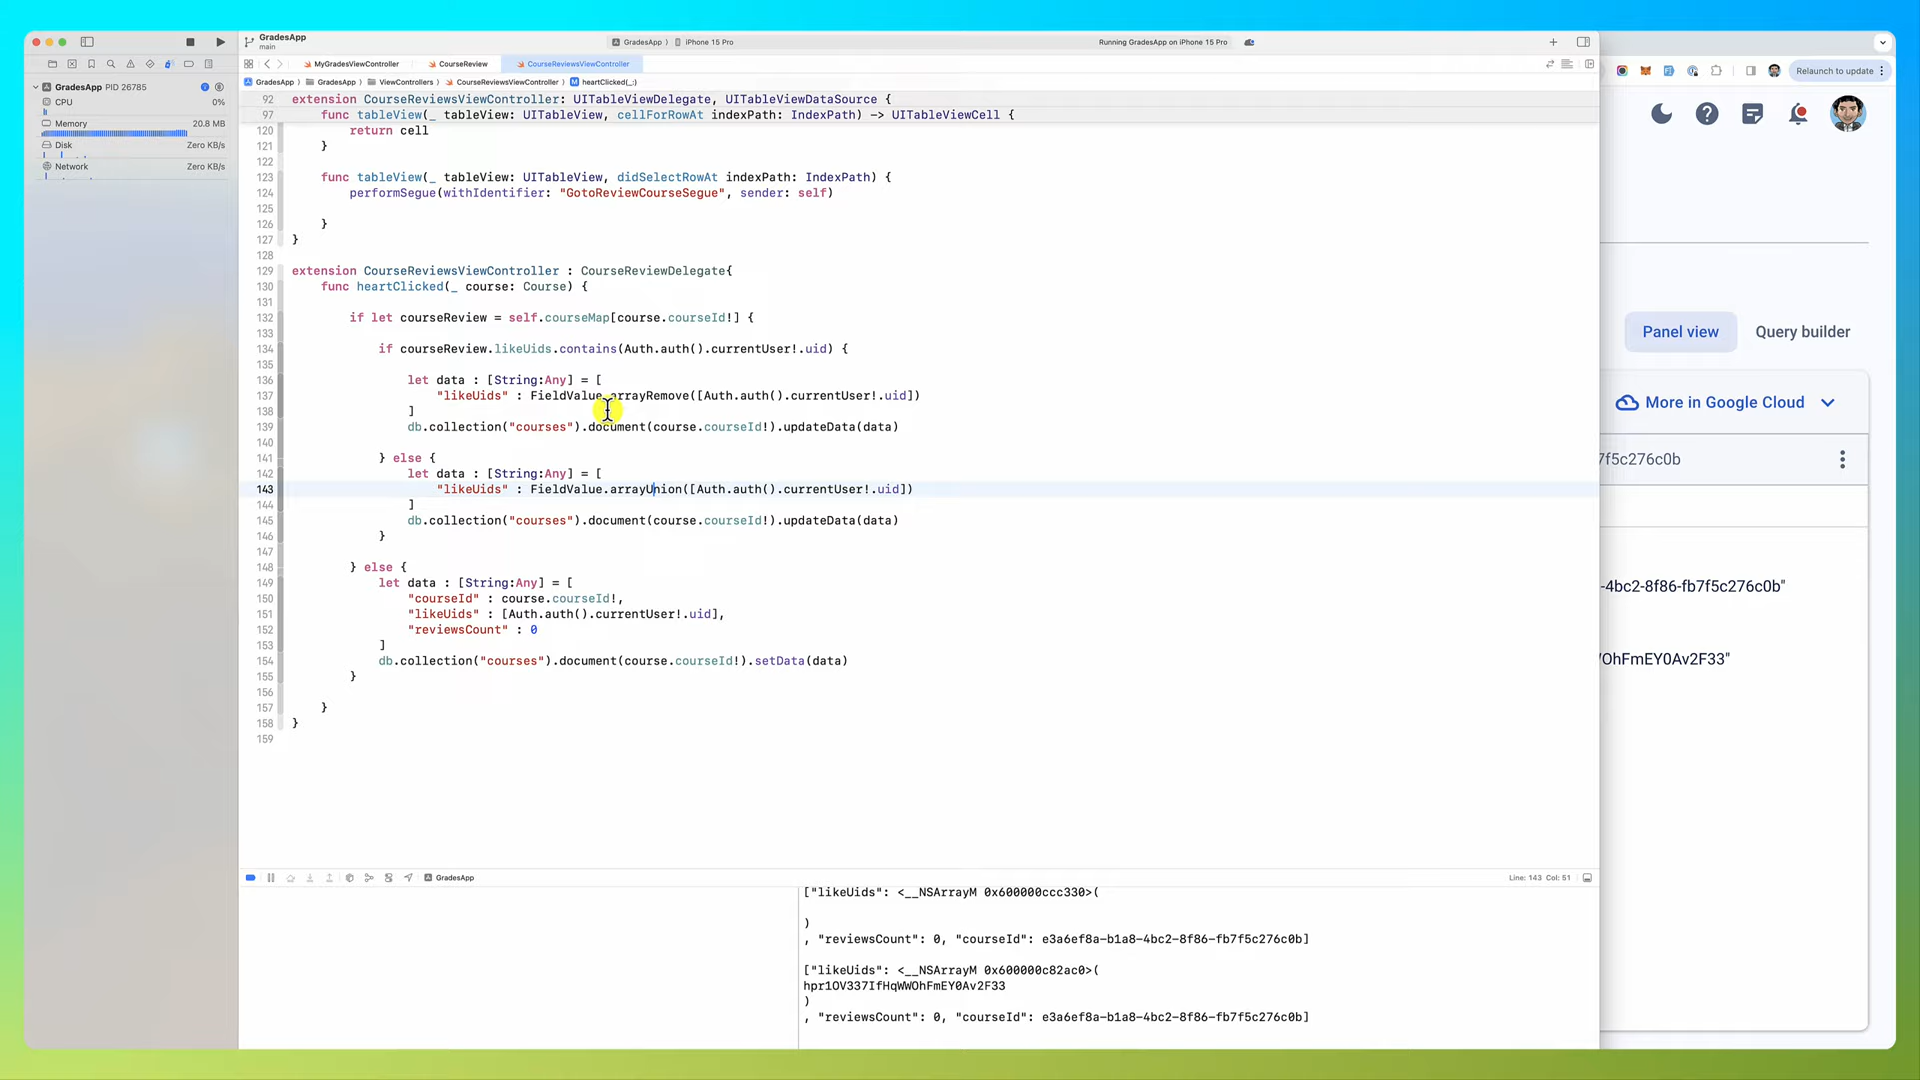 GradesApp
main
GradesApp
iPhone 15 Pro
Running GradesApp on iPhone 15 Pro
MyGradesViewController
CourseReview
CourseReviewsViewController
GradesApp
GradesApp
ViewControllers
CourseReviewsViewController
heartClicked(_:)
GradesApp PID 26785
CPU
0%
Memory
20.8 MB
Disk
Zero KB/s
Network
Zero KB/s
92 extension CourseReviewsViewController: UITableViewDelegate, UITableViewDataSource {
97 func tableView(_ tableView: UITableView, cellForRowAt indexPath: IndexPath) -> UITableViewCell {
120 return cell
121 }
122
123 func tableView(_ tableView: UITableView, didSelectRowAt indexPath: IndexPath) {
124 performSegue(withIdentifier: "GotoReviewCourseSegue", sender: self)
125
126 }
127 }
128
129 extension CourseReviewsViewController : CourseReviewDelegate{
130 func heartClicked(_ course: Course) {
131
132 if let courseReview = self.courseMap[course.courseId!] {
133
134 if courseReview.likeUids.contains(Auth.auth().currentUser!.uid) {
135
136 let data : [String:Any] = [
137 "likeUids" : FieldValue.arrayRemove([Auth.auth().currentUser!.uid])
138 ]
139 db.collection("courses").document(course.courseId!).updateData(data)
140
141 } else {
142 let data : [String:Any] = [
143 "likeUids" : FieldValue.arrayUnion([Auth.auth().currentUser!.uid])
144 ]
145 db.collection("courses").document(course.courseId!).updateData(data)
146 }
147
148 } else {
149 let data : [String:Any] = [
150 "courseId" : course.courseId!,
151 "likeUids" : [Auth.auth().currentUser!.uid],
152 "reviewsCount" : 0
153 ]
154 db.collection("courses").document(course.courseId!).setData(data)
155 }
156
157 }
158 }
159
GradesApp
Line: 143 Col: 51
["likeUids": <__NSArrayM 0x600000ccc330>(
)
, "reviewsCount": 0, "courseId": e3a6ef8a-b1a8-4bc2-8f86-fb7f5c276c0b]
["likeUids": <__NSArrayM 0x600000c82ac0>(
hpr1OV337IfHqWWOhFmEY0Av2F33
)
, "reviewsCount": 0, "courseId": e3a6ef8a-b1a8-4bc2-8f86-fb7f5c276c0b]
Relaunch to update
Panel view
Query builder
More in Google Cloud
7f5c276c0b
-4bc2-8f86-fb7f5c276c0b"
OhFmEY0Av2F33"